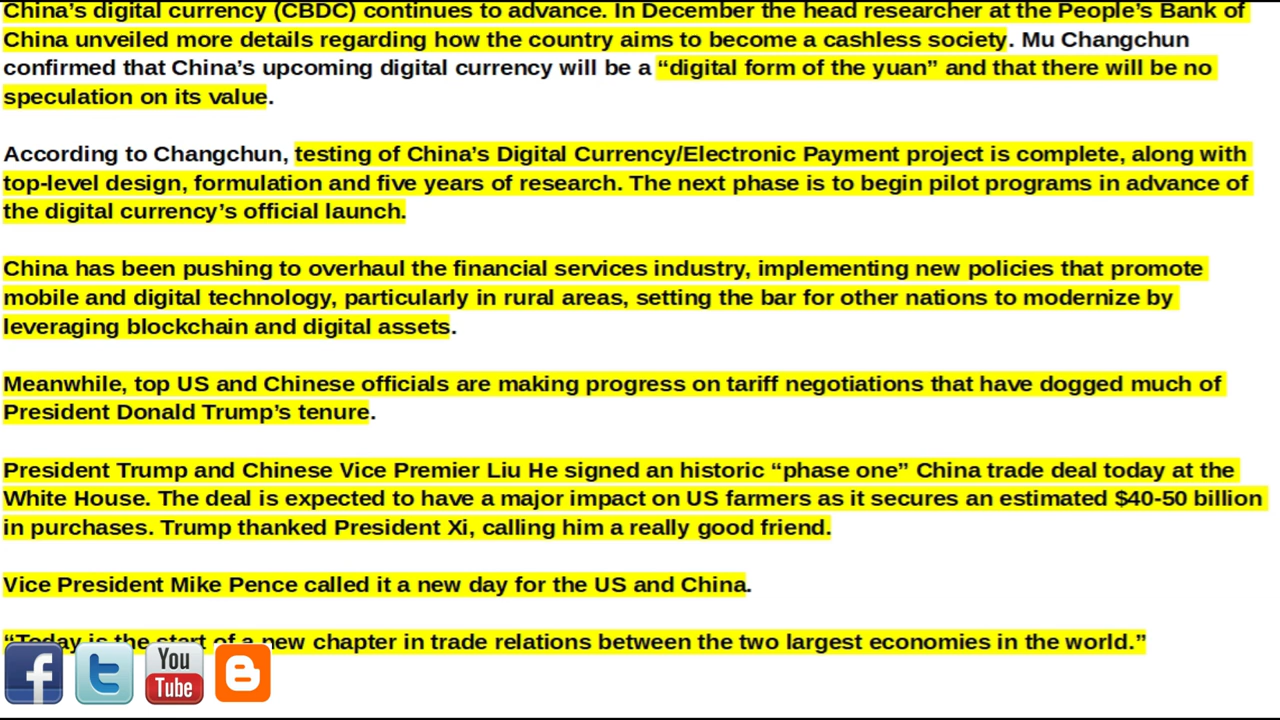 China’s digital currency (CBDC) continues to advance. In December the head researcher at the People’s Bank of
China unveiled more details regarding how the country aims to become a cashless society. Mu Changchun
confirmed that China’s upcoming digital currency will be a “digital form of the yuan” and that there will be no
speculation on its value.
According to Changchun, testing of China’s Digital Currency/Electronic Payment project is complete, along with
top-level design, formulation and five years of research. The next phase is to begin pilot programs in advance of
the digital currency’s official launch.
China has been pushing to overhaul the financial services industry, implementing new policies that promote
mobile and digital technology, particularly in rural areas, setting the bar for other nations to modernize by
leveraging blockchain and digital assets.
Meanwhile, top US and Chinese officials are making progress on tariff negotiations that have dogged much of
President Donald Trump’s tenure.
President Trump and Chinese Vice Premier Liu He signed an historic “phase one” China trade deal today at the
White House. The deal is expected to have a major impact on US farmers as it secures an estimated $40-50 billion
in purchases. Trump thanked President Xi, calling him a really good friend.
Vice President Mike Pence called it a new day for the US and China.
“Today is the start of a new chapter in trade relations between the two largest economies in the world.”
You
Tube